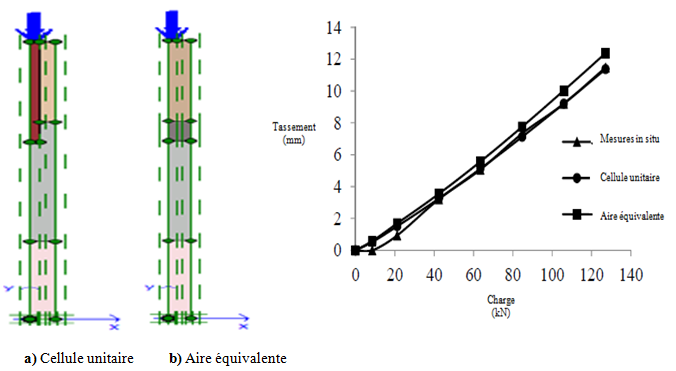 Y
X
Y
X
a) Cellule unitaire
b) Aire équivalente
Tassement
(mm)
14
12
10
8
6
4
2
0
0
20
40
60
80
100
120
140
Charge
(kN)
Mesures in situ
Cellule unitaire
Aire équivalente